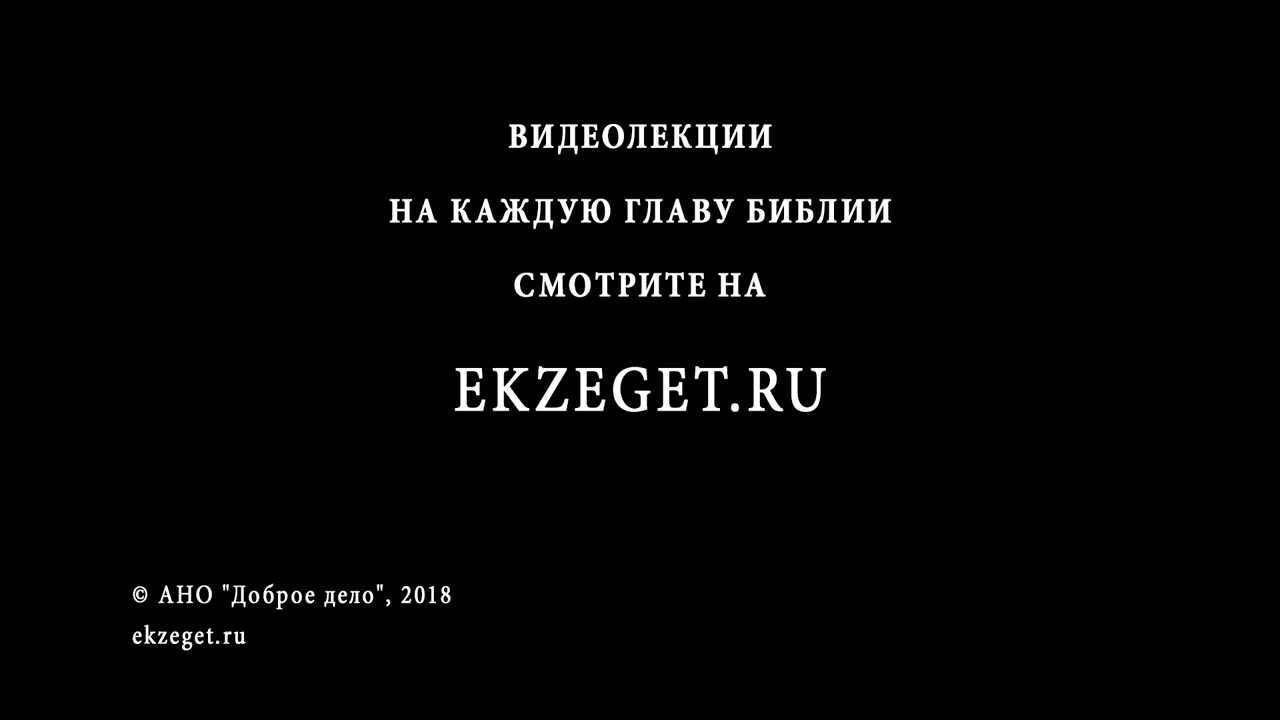 ВИДЕОЛЕКЦИИ
НА КАЖДУЮ ГЛАВУ БИБЛИИ
СМОТРИТЕ НА
EKZEGET.RU
© АНО "Доброе дело", 2018
ekzeget.ru